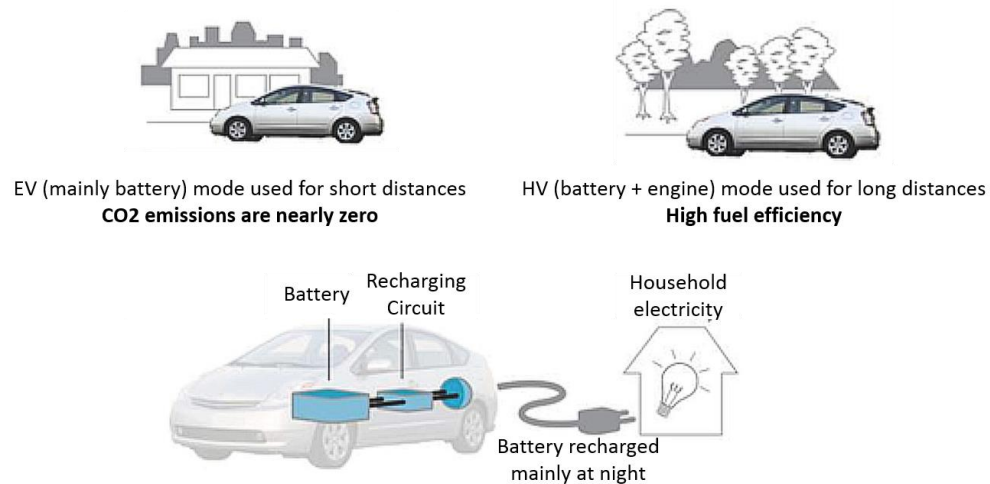 EV (mainly battery) mode used for short distances
CO2 emissions are nearly zero
HV (battery + engine) mode used for long distances
High fuel efficiency
Battery
Recharging
Circuit
Household
electricity
Battery recharged
mainly at night